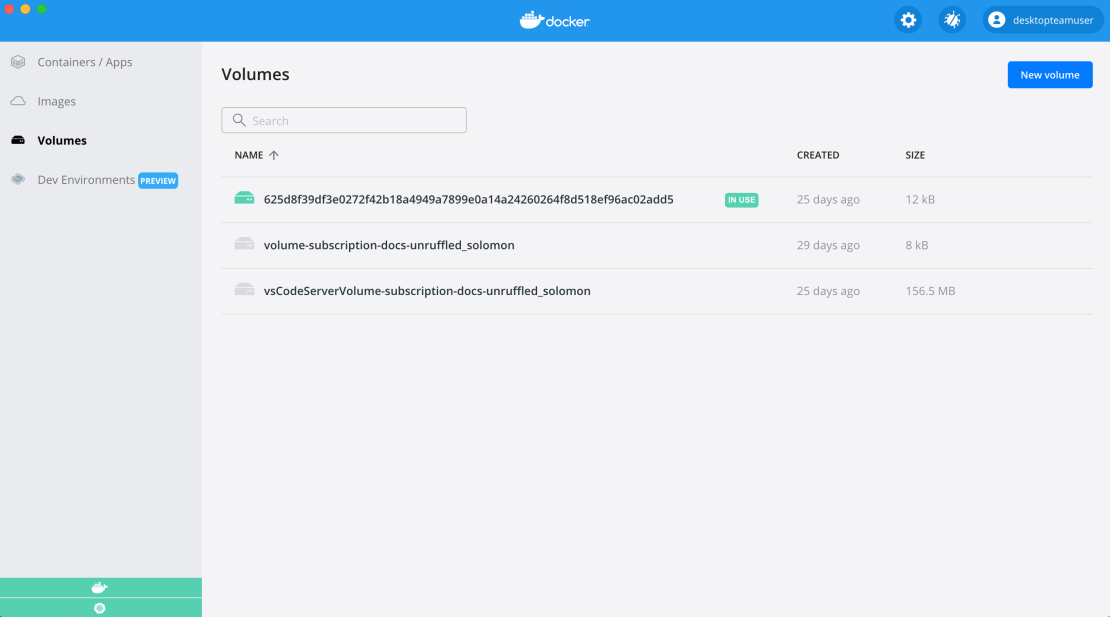 docker
desktopteamuser
Containers / Apps
Images
Volumes
Dev Environments PREVIEW
Volumes
New volume
Search
NAME CREATED SIZE
625d8f39df3e0272f42b18a4949a7899e0a14a24260264f8d518ef96ac02add5 IN USE 25 days ago 12 kB
volume-subscription-docs-unruffled_solomon 29 days ago 8 kB
vsCodeServerVolume-subscription-docs-unruffled_solomon 25 days ago 156.5 MB